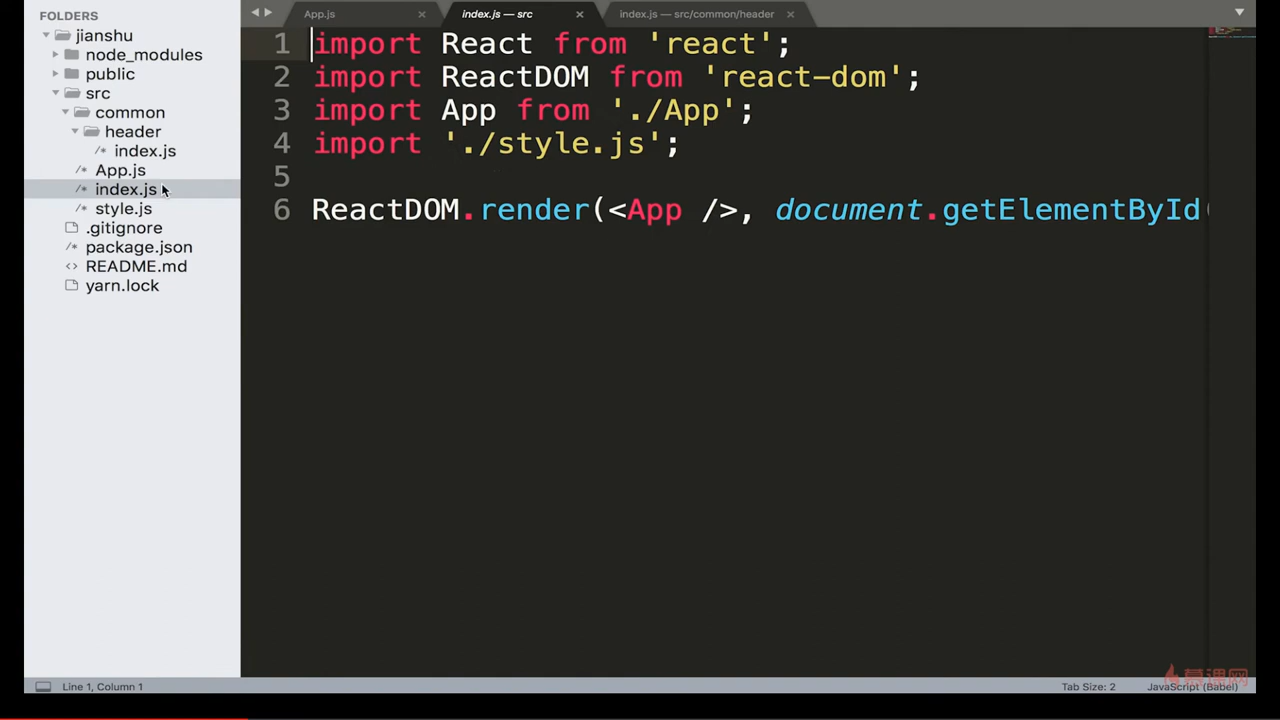 FOLDERS
jianshu
node_modules
public
src
common
header
/* index.js
/* App.js
/* index.js
/* style.js
.gitignore
/* package.json
<> README.md
yarn.lock
App.js ×
index.js — src ×
index.js — src/common/header ×
1 import React from 'react';
2 import ReactDOM from 'react-dom';
3 import App from './App';
4 import './style.js';
5
6 ReactDOM.render(<App />, document.getElementById(
慕课网
Line 1, Column 1
Tab Size: 2
JavaScript (Babel)